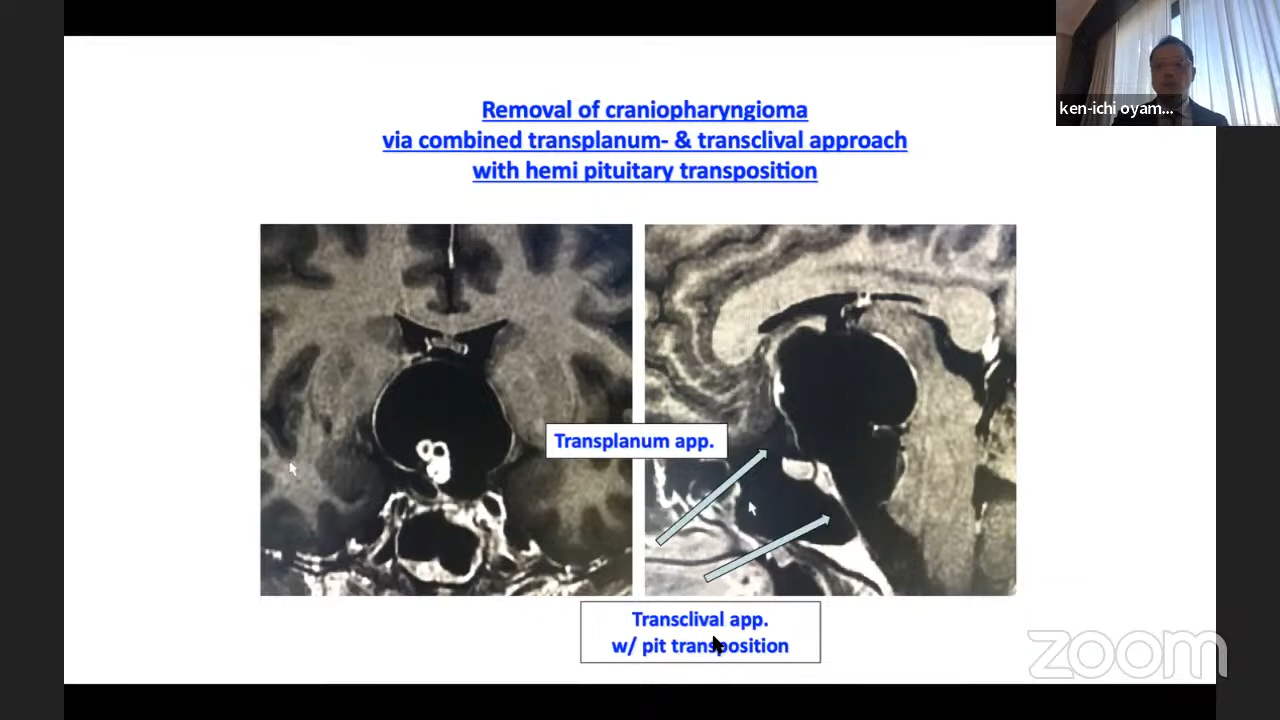 ken-ichi oyam...
Removal of craniopharyngioma
via combined transplanum- & transclival approach
with hemi pituitary transposition
Transplanum app.
Transclival app.
w/ pit transposition
zoom